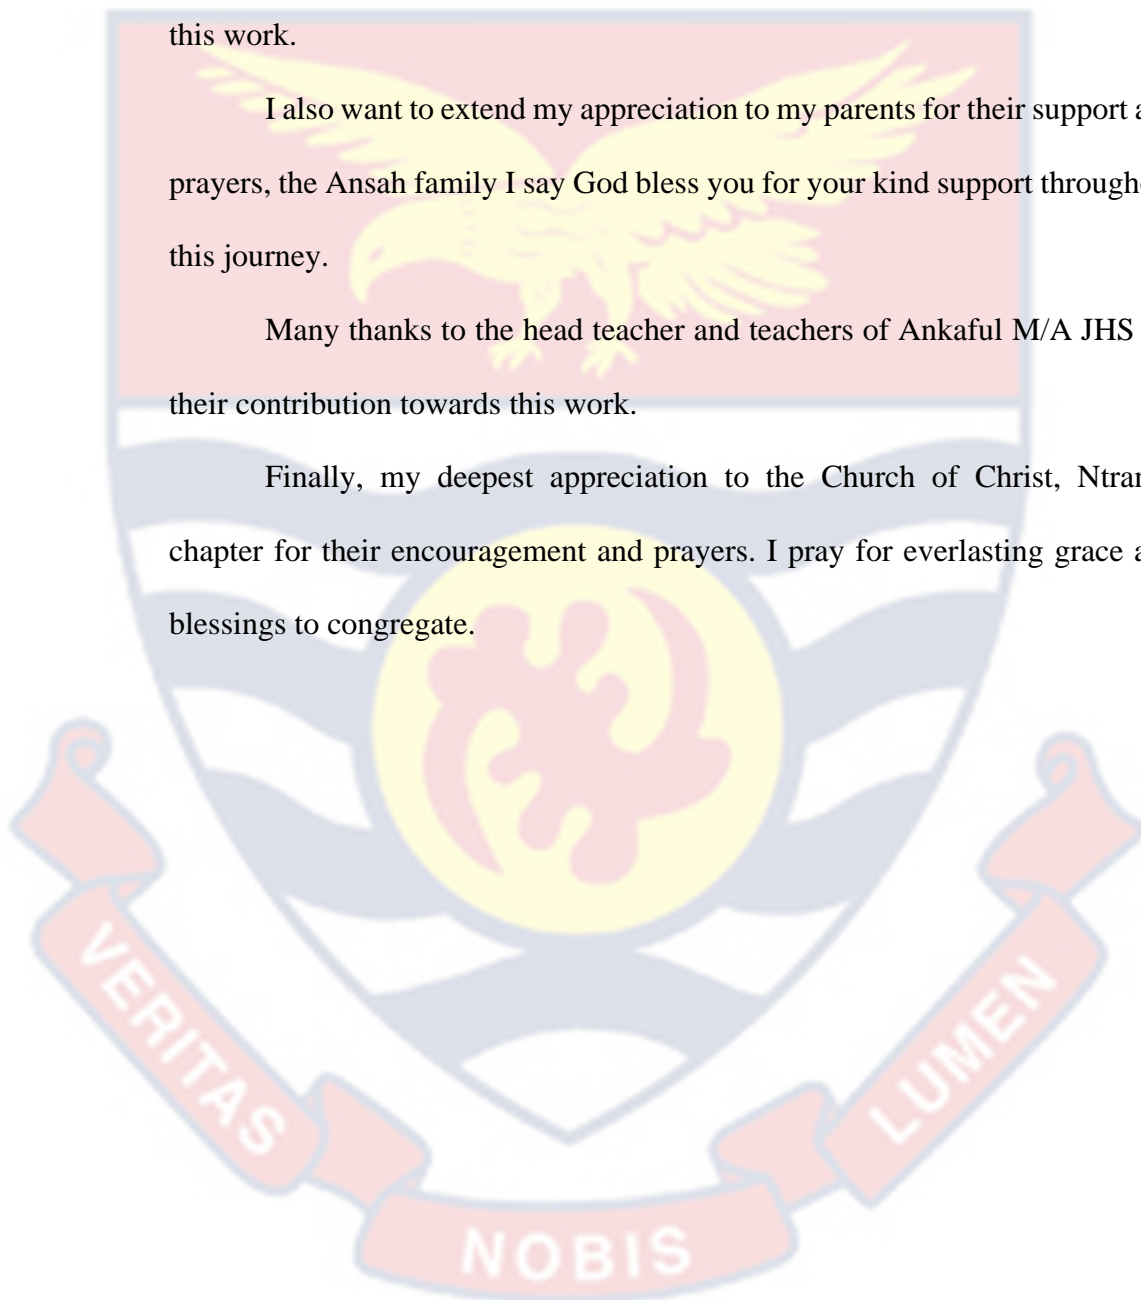 this work.
I also want to extend my appreciation to my parents for their support
prayers, the Ansah family I say God bless you for your kind support
this journey.
Many thanks to the head teacher and teachers of Ankaful M/A JHS
their contribution towards this work.
Finally, my deepest appreciation to the Church of Christ,
chapter for their encouragement and prayers. I pray for everlasting grace
blessings to congregate.
VERITAS
NOBIS
LUMEN